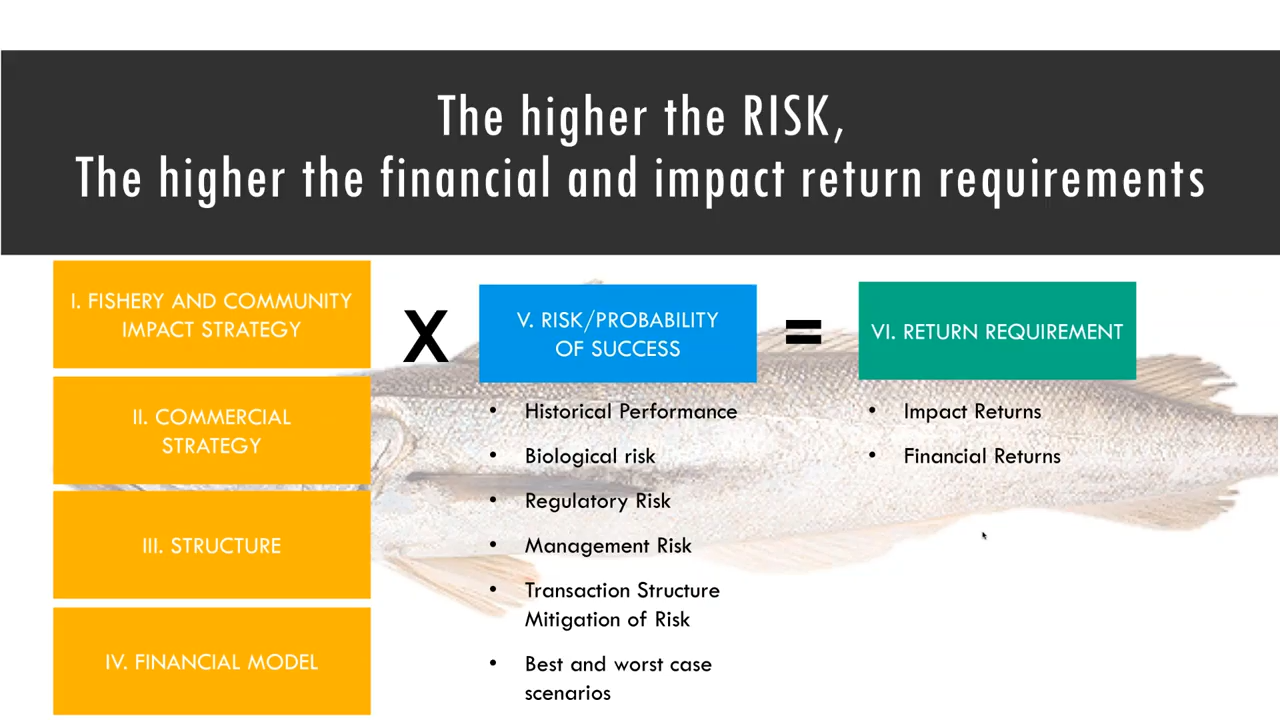 The higher the RISK,
The higher the financial and impact return requirements
I. FISHERY AND COMMUNITY
IMPACT STRATEGY
II. COMMERCIAL
STRATEGY
III. STRUCTURE
IV. FINANCIAL MODEL
X
V. RISK/PROBABILITY
OF SUCCESS
• Historical Performance
• Biological risk
• Regulatory Risk
• Management Risk
• Transaction Structure
Mitigation of Risk
• Best and worst case
scenarios
=
VI. RETURN REQUIREMENT
• Impact Returns
• Financial Returns